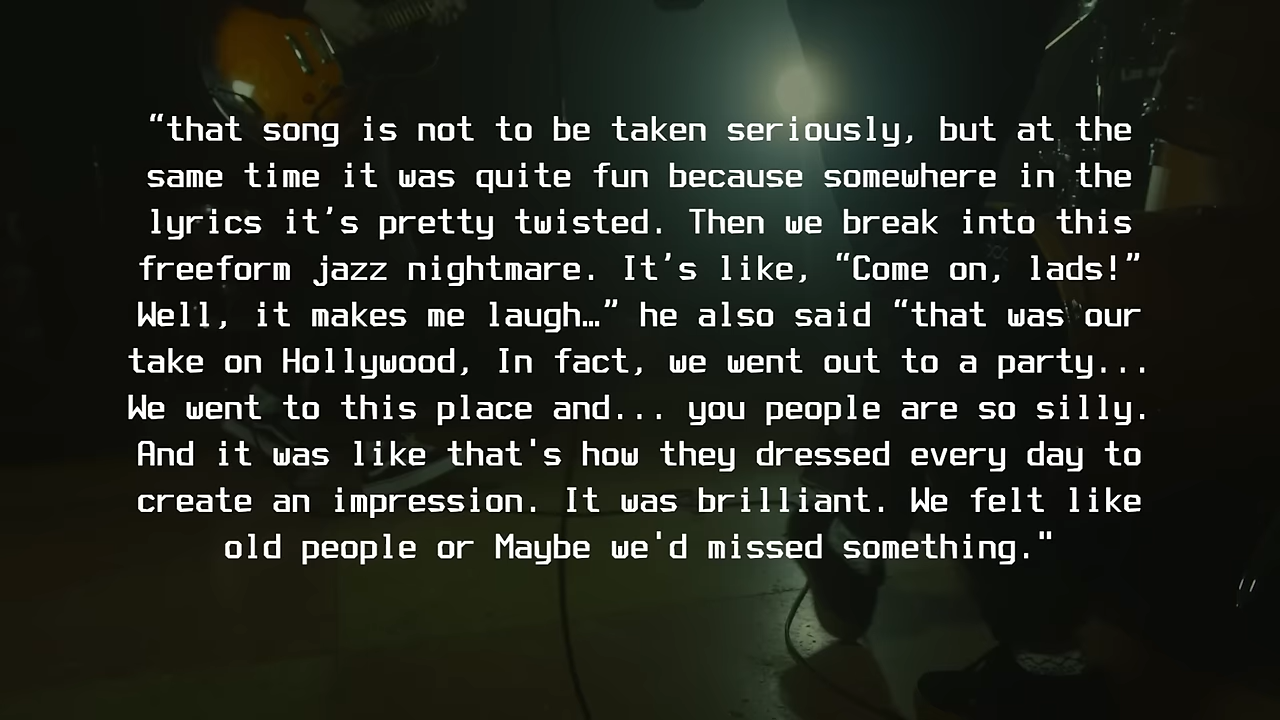 “that song is not to be taken seriously, but at the
same time it was quite fun because somewhere in the
lyrics it’s pretty twisted. Then we break into this
freeform jazz nightmare. It’s like, “Come on, lads!”
Well, it makes me laugh…” he also said “that was our
take on Hollywood, In fact, we went out to a party...
We went to this place and... you people are so silly.
And it was like that's how they dressed every day to
create an impression. It was brilliant. We felt like
old people or Maybe we'd missed something."